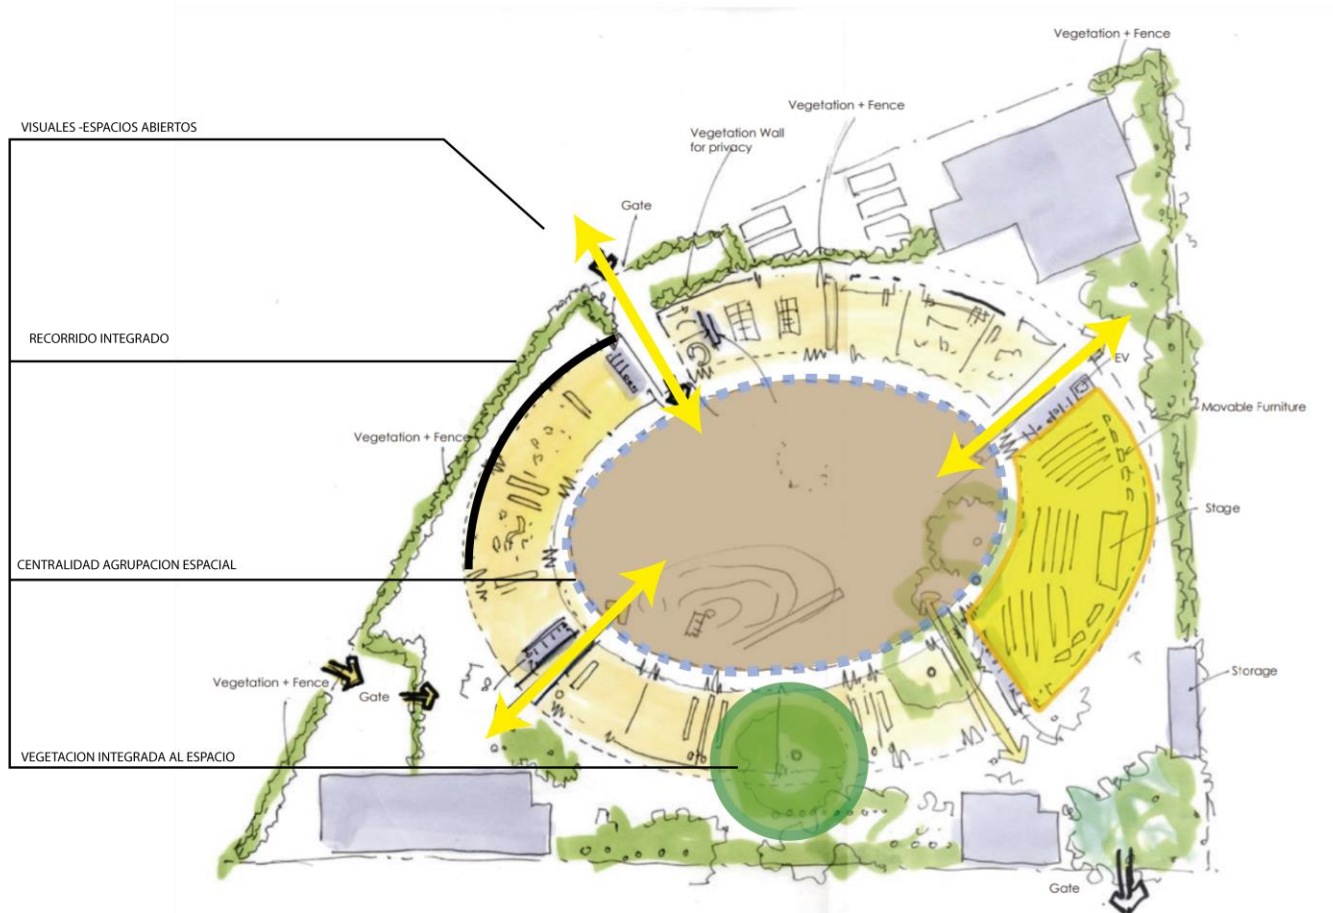 Vegetation + Fence
Vegetation + Fence
VISUALES -ESPACIOS ABIERTOS
Vegetation Wall
for privacy
Gate
RECORRIDO INTEGRADO
EV
Movable Furniture
Vegetation + Fence
Stage
CENTRALIDAD AGRUPACION ESPACIAL
Storage
Vegetation + Fence
Gate
VEGETACION INTEGRADA AL ESPACIO
Gate